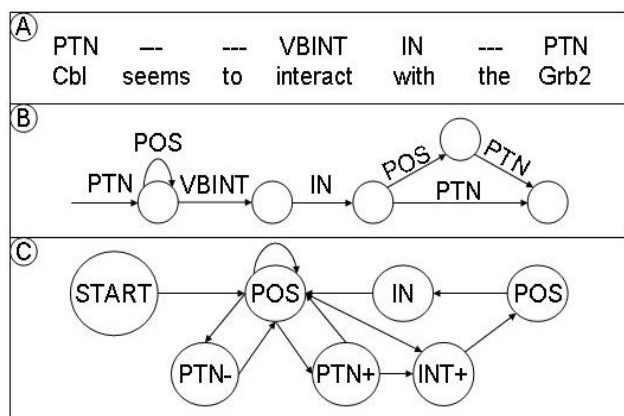 A
PTN --- --- VBINT IN --- PTN
Cbl seems to interact with the Grb2
B
POS
PTN VBINT IN POS PTN
PTN
C
START POS IN POS
PTN- PTN+ INT+